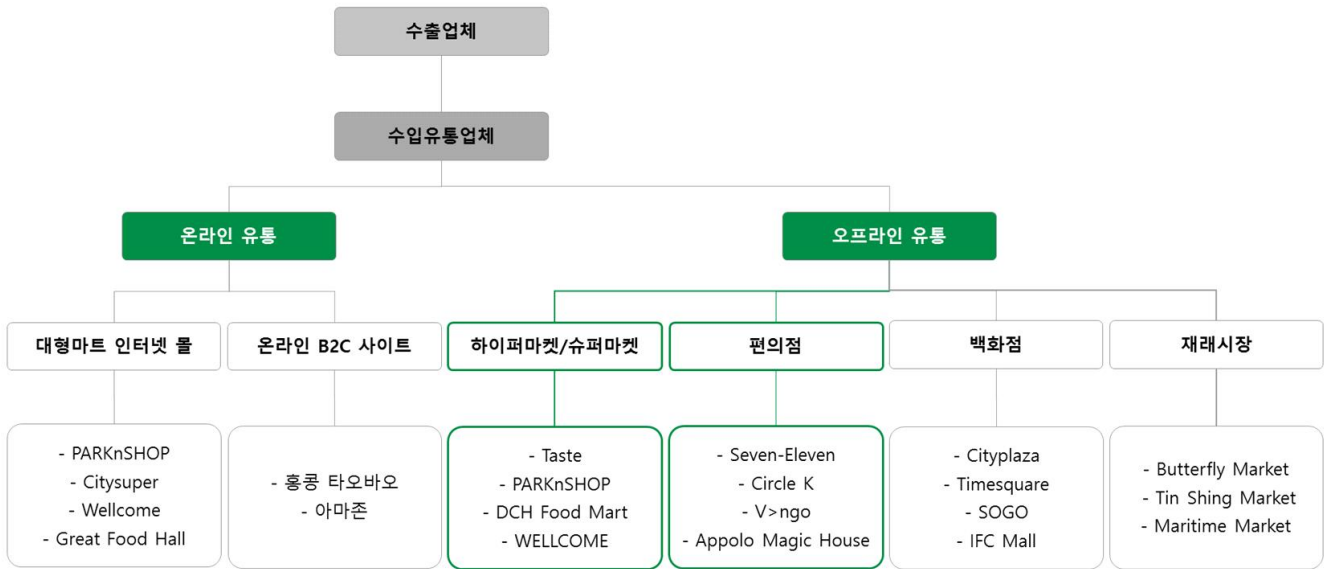 수출업체
수입유통업체
온라인 유통
오프라인 유통
대형마트 인터넷 몰
온라인 B2C 사이트
하이퍼마켓/슈퍼마켓
편의점
백화점
재래시장
- PARKnSHOP
- Citysuper
- Wellcome
- Great Food Hall
- 홍콩 타오바오
- 아마존
- Taste
- PARKnSHOP
- DCH Food Mart
- WELLCOME
- Seven-Eleven
- Circle K
- V>ngo
- Appolo Magic House
- Cityplaza
- Timesquare
- SOGO
- IFC Mall
- Butterfly Market
- Tin Shing Market
- Maritime Market